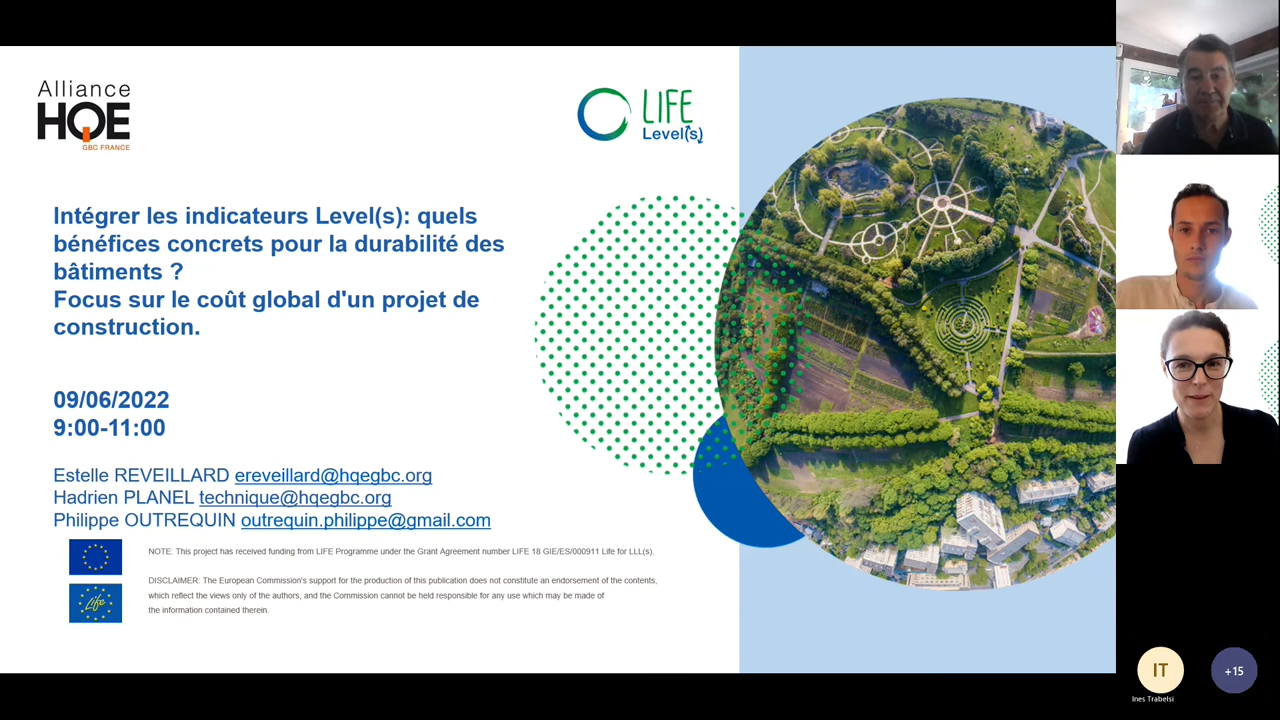 Alliance
HQE
GBC FRANCE
LIFE
Level(s)
Intégrer les indicateurs Level(s): quels
bénéfices concrets pour la durabilité des
bâtiments ?
Focus sur le coût global d'un projet de
construction.
09/06/2022
9:00-11:00
Estelle REVEILLARD ereveillard@hqegbc.org
Hadrien PLANEL technique@hqegbc.org
Philippe OUTREQUIN outrequin.philippe@gmail.com
NOTE: This project has received funding from LIFE Programme under the Grant Agreement number LIFE 18 GIE/ES/000911 Life for LLL(s).
Life
DISCLAIMER: The European Commission's support for the production of this publication does not constitute an endorsement of the contents,
which reflect the views only of the authors, and the Commission cannot be held responsible for any use which may be made of
the information contained therein.
IT
+15
Ines Trabelsi